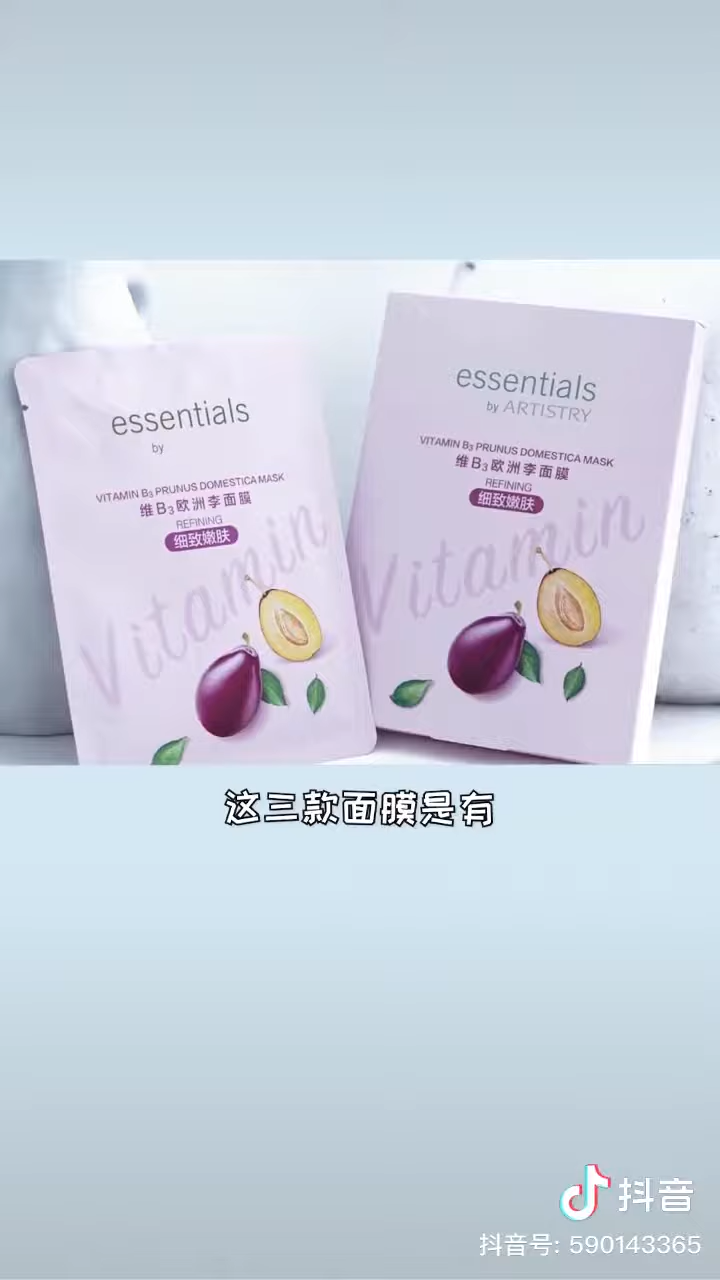 essentials
by
VITAMIN B₃ PRUNUS DOMESTICA MASK
维B₃欧洲李面膜
REFINING
细致嫩肤
Vitamin
essentials
by ARTISTRY
VITAMIN B₃ PRUNUS DOMESTICA MASK
维B₃欧洲李面膜
REFINING
细致嫩肤
Vitamin
这三款面膜是有
抖音
抖音号: 590143365